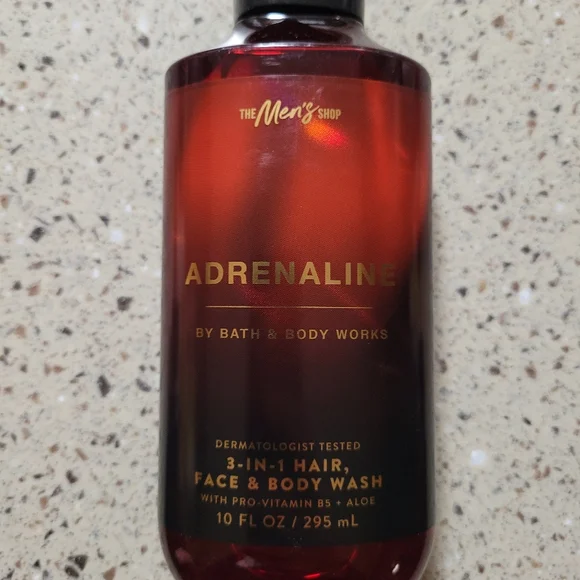 THE Men's SHOP
ADRENALINE
BY BATH & BODY WORKS
DERMATOLOGIST TESTED
3-IN-1 HAIR,
FACE & BODY WASH
WITH PRO-VITAMIN B5 + ALOE
10 FL OZ / 295 mL